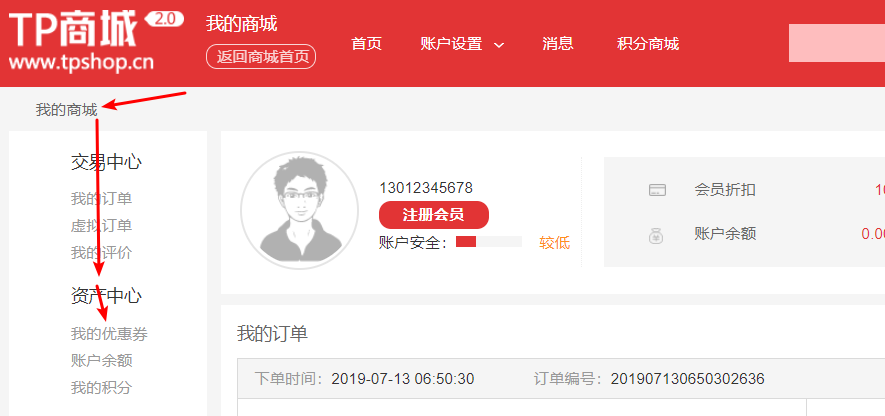 TP商城 2.0
www.tpshop.cn
我的商城
返回商城首页
首页 账户设置 消息 积分商城
我的商城
交易中心
我的订单
虚拟订单
我的评价
资产中心
我的优惠券
账户余额
我的积分
13012345678
注册会员
账户安全： 较低
会员折扣 10
账户余额 0.00
我的订单
下单时间：2019-07-13 06:50:30 订单编号：201907130650302636